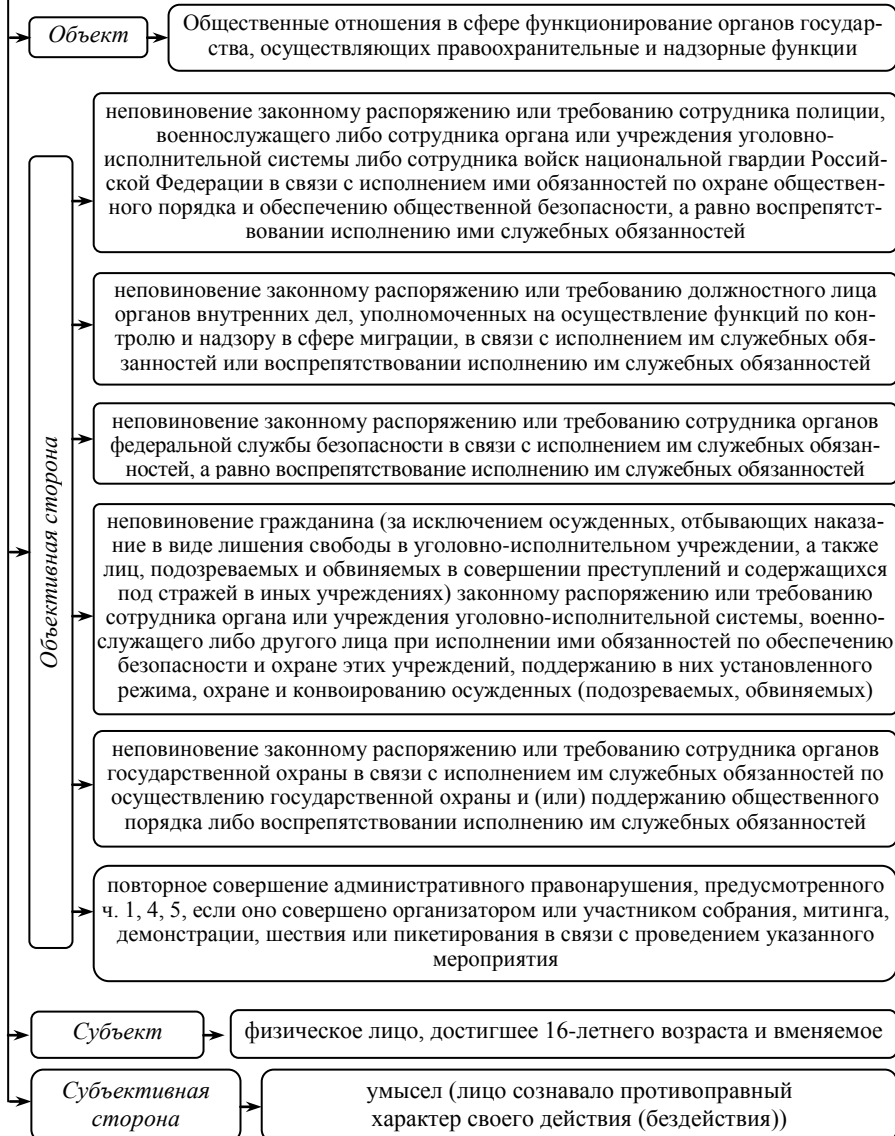 Объект
Общественные отношения в сфере функционирование органов государ-
ства, осуществляющих правоохранительные и надзорные функции
Объективная сторона
неповиновение законному распоряжению или требованию сотрудника полиции,
военнослужащего либо сотрудника органа или учреждения уголовно-
исполнительной системы либо сотрудника войск национальной гвардии Россий-
ской Федерации в связи с исполнением ими обязанностей по охране обществен-
ного порядка и обеспечению общественной безопасности, а равно воспрепятст-
вовании исполнению ими служебных обязанностей
неповиновение законному распоряжению или требованию должностного лица
органов внутренних дел, уполномоченных на осуществление функций по кон-
тролю и надзору в сфере миграции, в связи с исполнением им служебных обя-
занностей или воспрепятствовании исполнению им служебных обязанностей
неповиновение законному распоряжению или требованию сотрудника органов
федеральной службы безопасности в связи с исполнением им служебных обязан-
ностей, а равно воспрепятствование исполнению им служебных обязанностей
неповиновение гражданина (за исключением осужденных, отбывающих наказа-
ние в виде лишения свободы в уголовно-исполнительном учреждении, а также
лиц, подозреваемых и обвиняемых в совершении преступлений и содержащихся
под стражей в иных учреждениях) законному распоряжению или требованию
сотрудника органа или учреждения уголовно-исполнительной системы, военно-
служащего либо другого лица при исполнении ими обязанностей по обеспечению
безопасности и охране этих учреждений, поддержанию в них установленного
режима, охране и конвоированию осужденных (подозреваемых, обвиняемых)
неповиновение законному распоряжению или требованию сотрудника органов
государственной охраны в связи с исполнением им служебных обязанностей по
осуществлению государственной охраны и (или) поддержанию общественного
порядка либо воспрепятствовании исполнению им служебных обязанностей
повторное совершение административного правонарушения, предусмотренного
ч. 1, 4, 5, если оно совершено организатором или участником собрания, митинга,
демонстрации, шествия или пикетирования в связи с проведением указанного
мероприятия
Субъект
физическое лицо, достигшее 16-летнего возраста и вменяемое
Субъективная
сторона
умысел (лицо сознавало противоправный
характер своего действия (бездействия))